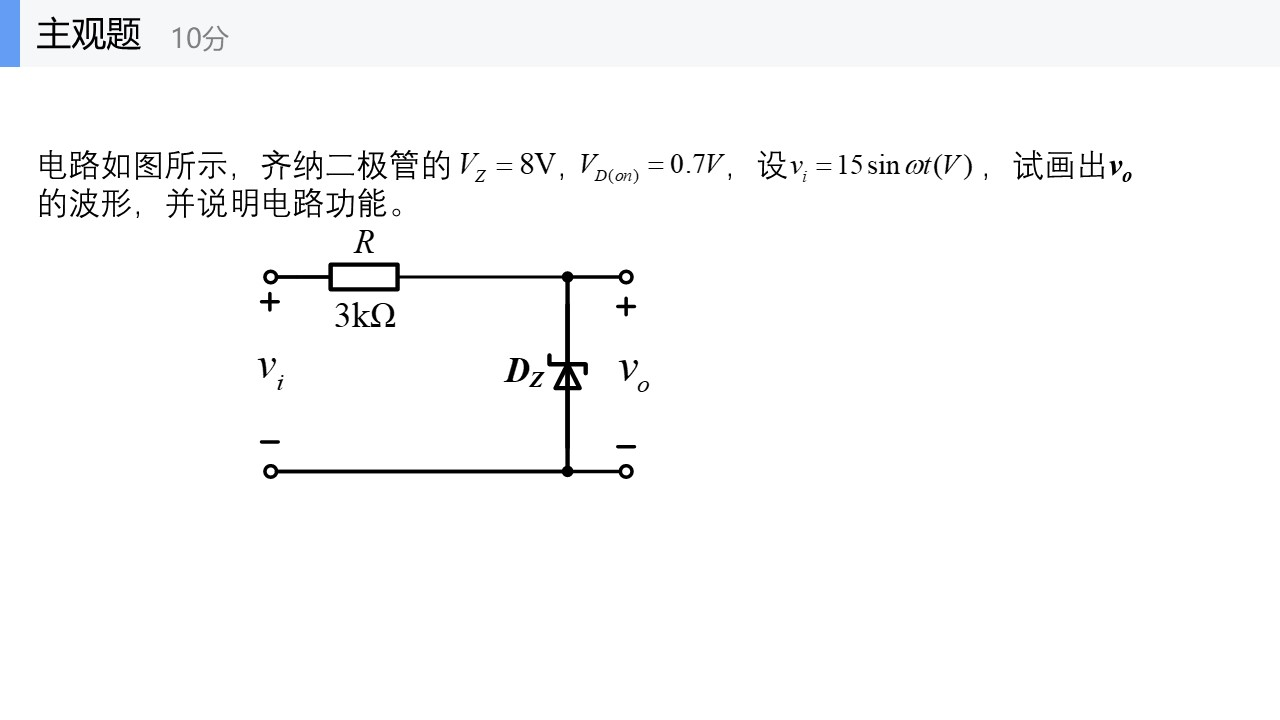 主观题 10分
电路如图所示，齐纳二极管的 V_Z = 8V, V_{D(on)} = 0.7V，设 v_i = 15 sin ωt(V)，试画出v_o
的波形，并说明电路功能。
R
+
3kΩ
+
v_i
D_Z
v_o
−
−